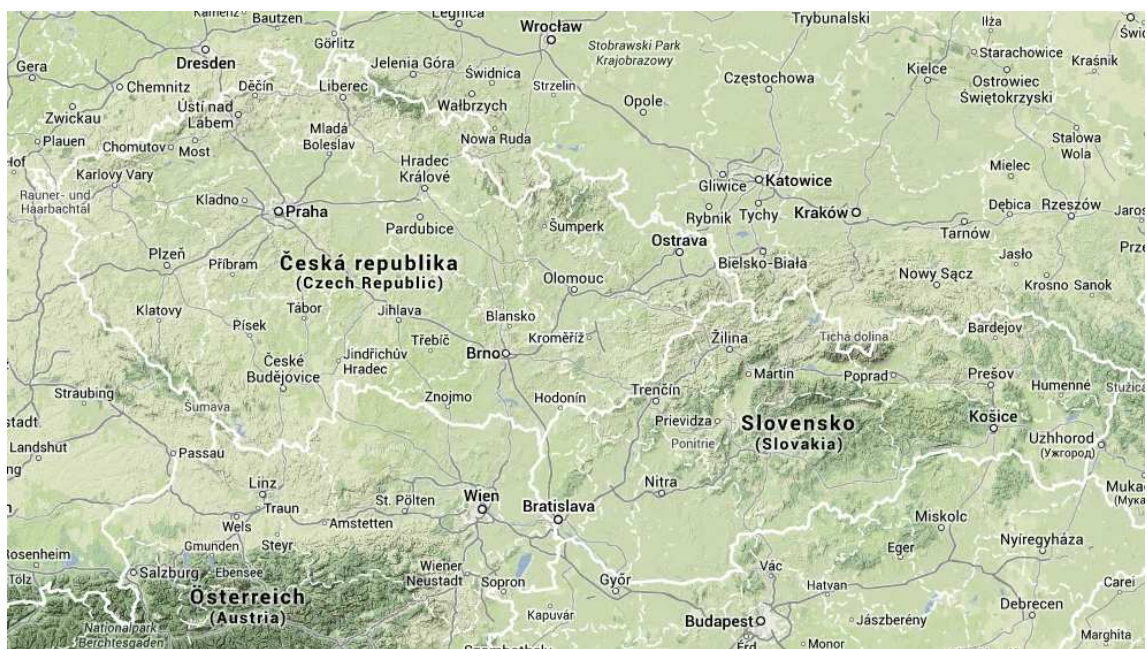 Kamenz
Bautzen
Legnica
Wrocław
Trybunalski
Iłża
Görlitz
Dresden
Stobrawski Park
Krajobrazowy
Starachowice
Gera
Jelenia Góra
Świdnica
Kielce
Kraśnik
Chemnitz
Děčín
Liberec
Strzelin
Częstochowa
Ostrowiec
Świętokrzyski
Zwickau
Ústí nad
Labem
Wałbrzych
Opole
Plauen
Chomutov
Most
Mladá
Boleslav
Nowa Ruda
Stalowa
Wola
Hof
Karlovy Vary
Hradec
Králové
Gliwice
Katowice
Mielec
Rauner- und
Haarbachtal
Kladno
Praha
Pardubice
Šumperk
Rybnik
Tychy
Kraków
Dębica
Rzeszów
Tarnów
Plzeň
Příbram
Česká republika
(Czech Republic)
Ostrava
Bielsko-Biała
Jasło
Olomouc
Nowy Sącz
Krosno
Sanok
Klatovy
Písek
Tábor
Jihlava
Blansko
Třebíč
Kroměříž
Brno
Žilina
Tichá dolina
Bardejov
České
Budějovice
Jindřichův
Hradec
Martin
Poprad
Prešov
Straubing
Šumava
Znojmo
Hodonín
Trenčín
Humenné
Stužica
Prievidza
Slovensko
(Slovakia)
Košice
Landshut
Passau
Ponitrie
Uzhhorod
(Ужгород)
Linz
Traun
St. Pölten
Wien
Bratislava
Nitra
Wels
Amstetten
Miskolc
Rosenheim
Gmunden
Steyr
Eger
Nyíregyháza
Tölz
Salzburg
Ebensee
Wiener
Neustadt
Sopron
Győr
Vác
Hatvan
Carei
Österreich
(Austria)
Kapuvár
Budapest
Jászberény
Debrecen
Nationalpark
Berchtesgaden
Szombathely
Érd
Monor
Marghita